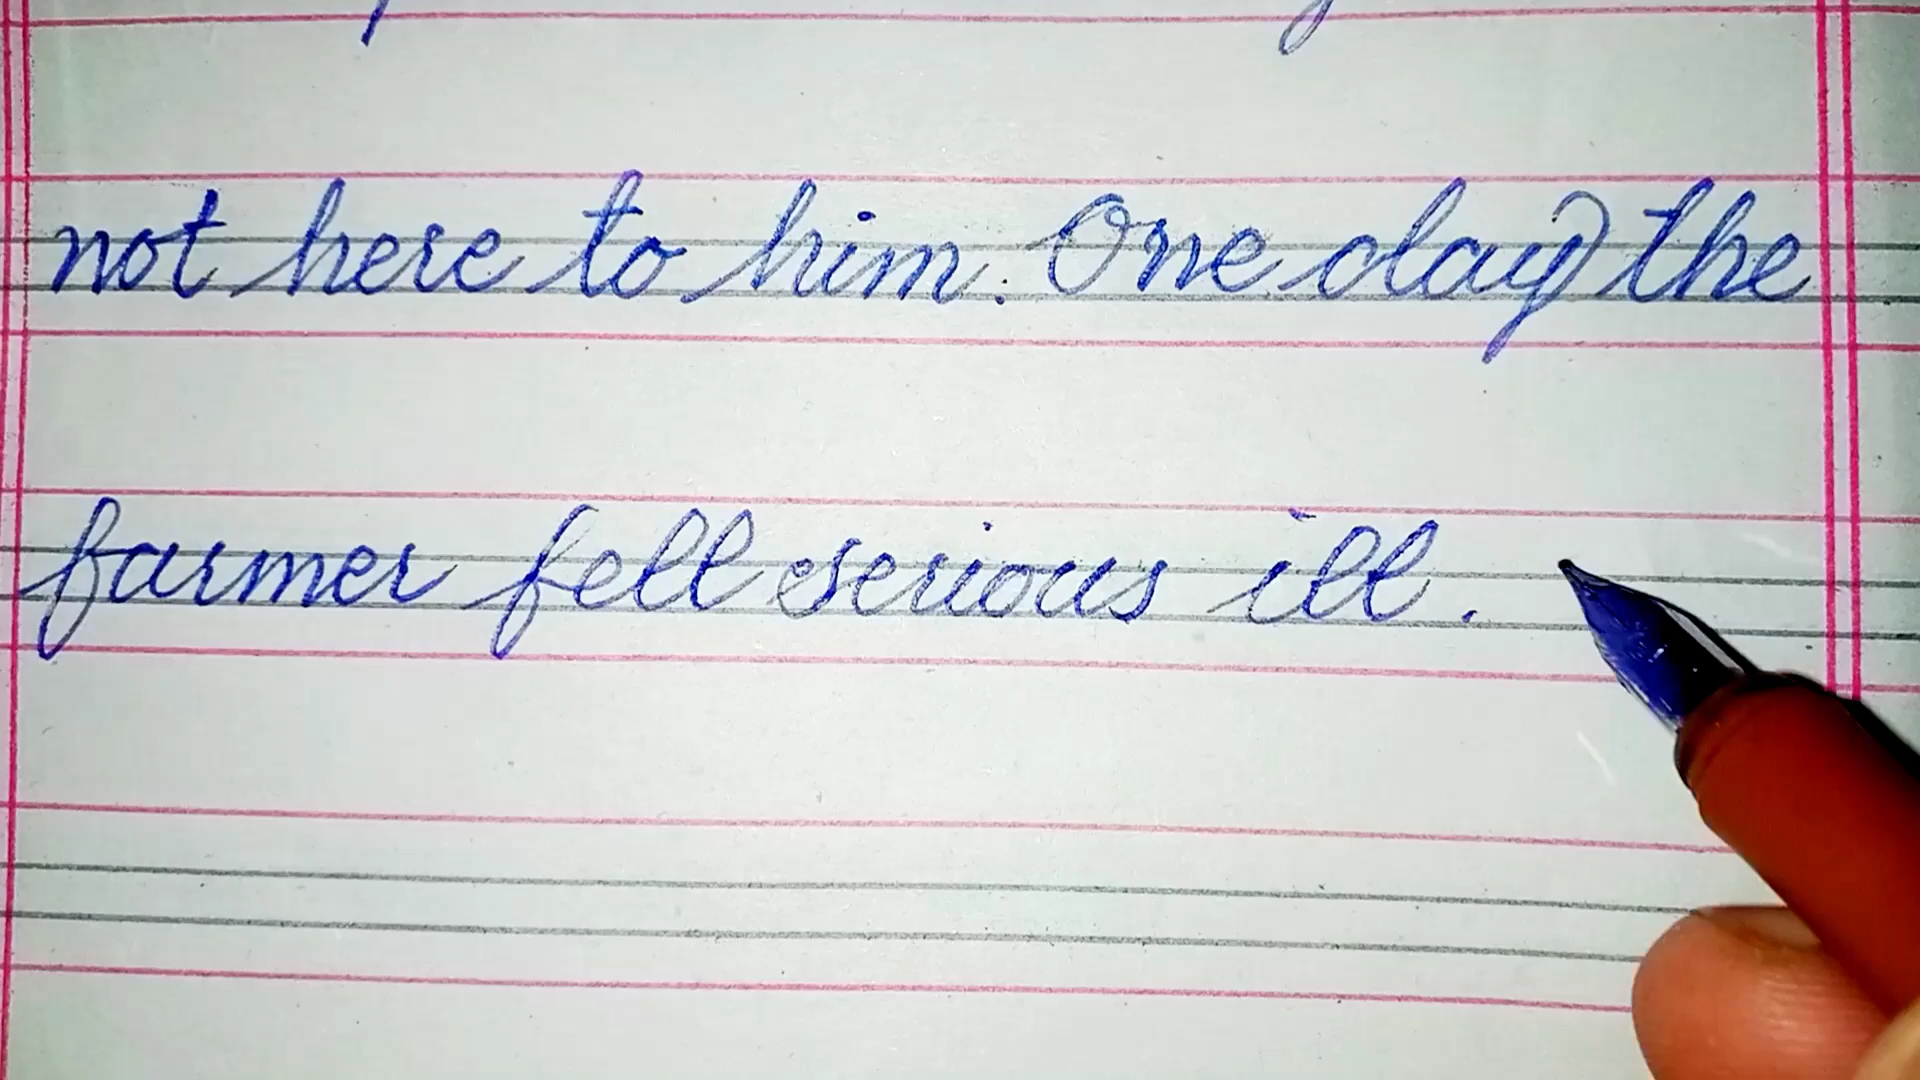 not here to him. One day the
farmer fell serious ill.